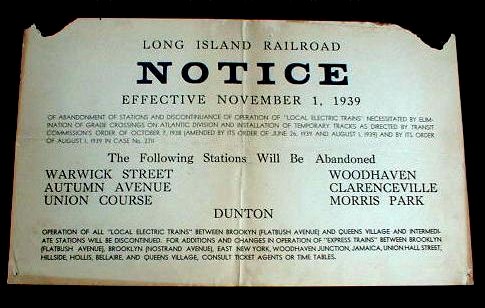 LONG ISLAND RAILROAD
NOTICE
EFFECTIVE NOVEMBER 1, 1939
OF ABANDONMENT OF STATIONS AND DISCONTINUANCE OF OPERATION OF "LOCAL ELECTRIC TRAINS" NECESSITATED BY ELIM-
INATION OF GRADE CROSSINGS ON ATLANTIC DIVISION AND INSTALLATION OF TEMPORARY TRACKS AS DIRECTED BY TRANSIT
COMMISSION'S ORDER OF OCTOBER 7, 1938 (AMENDED BY ITS ORDER OF JUNE 26, 1939 AND AUGUST 1, 1939) AND BY ITS ORDER
OF AUGUST 1, 1939 IN CASE No.
The Following Stations Will Be Abandoned
WARWICK STREET WOODHAVEN
AUTUMN AVENUE CLARENCEVILLE
UNION COURSE MORRIS PARK
DUNTON
OPERATION OF ALL "LOCAL ELECTRIC TRAINS" BETWEEN BROOKYN (FLATBUSH AVENUE) AND QUEENS VILLAGE AND INTERMEDI-
ATE STATIONS WILL BE DISCONTINUED. FOR ADDITIONS AND CHANGES IN OPERATION OF "EXPRESS TRAINS" BETWEEN BROOKLYN
(FLATBUSH AVENUE), BROOKLYN (NOSTRAND AVENUE), EAST NEW YORK, WOODHAVEN JUNCTION, JAMAICA, UNION HALL STREET,
HILLSIDE, HOLLIS, BELLAIRE, AND QUEENS VILLAGE, CONSULT TICKET AGENTS OR TIME TABLES.